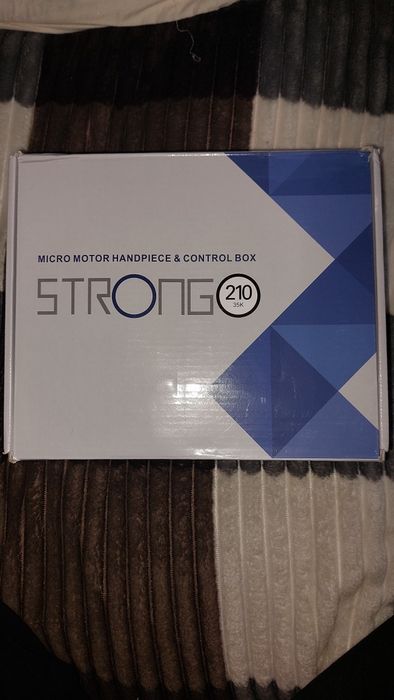 MICRO MOTOR HANDPIECE & CONTROL BOX
STRONG 210
35K